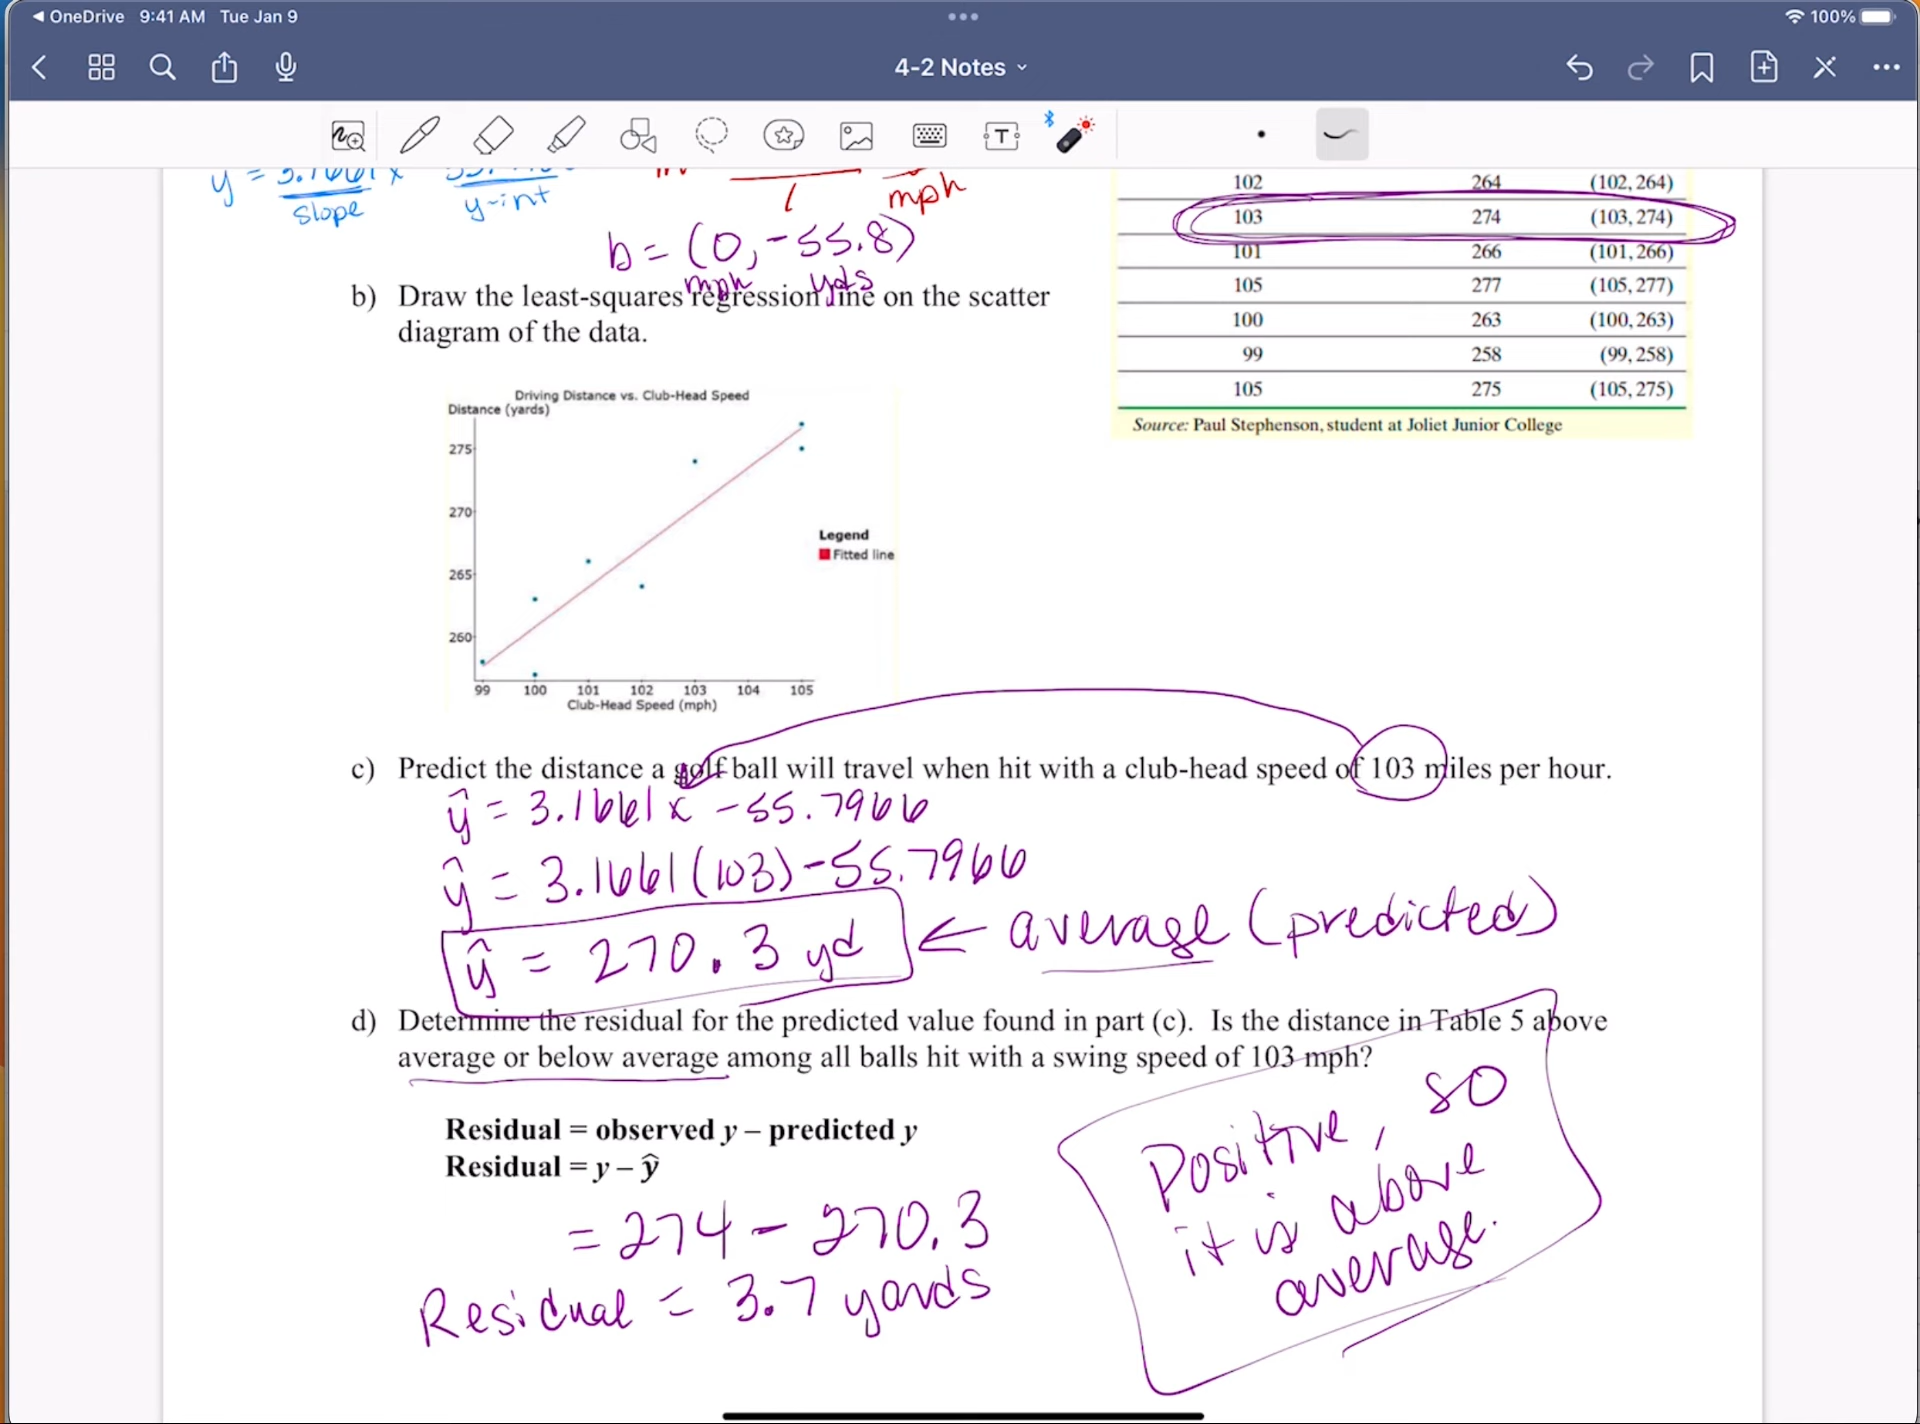 OneDrive 9:41 AM Tue Jan 9 100%
4-2 Notes
T
y = 3.1661x
slope
y-int
mph
b = (0, -55.8)
mph yds
102 264 (102, 264)
103 274 (103, 274)
101 266 (101, 266)
105 277 (105, 277)
100 263 (100, 263)
99 258 (99, 258)
105 275 (105, 275)
Source: Paul Stephenson, student at Joliet Junior College
b) Draw the least-squares regression line on the scatter
diagram of the data.
Driving Distance vs. Club-Head Speed
Distance (yards)
275
270
265
260
99 100 101 102 103 104 105
Club-Head Speed (mph)
Legend
Fitted line
c) Predict the distance a golf ball will travel when hit with a club-head speed of 103 miles per hour.
ŷ = 3.1661x - 55.7966
ŷ = 3.1661(103) - 55.7966
ŷ = 270.3 yd ← average (predicted)
d) Determine the residual for the predicted value found in part (c). Is the distance in Table 5 above
average or below average among all balls hit with a swing speed of 103 mph?
Residual = observed y – predicted y
Residual = y – ŷ
= 274 - 270.3
Residual = 3.7 yards
Positive, so
it is above
average.